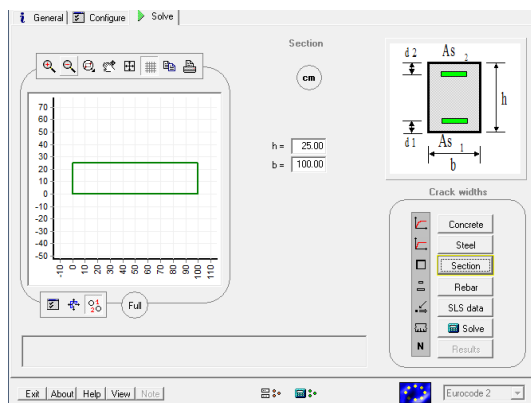 General Configure Solve
Section
cm
h = 25.00
b = 100.00
70
60
50
40
30
20
10
0
-10
-20
-30
-40
-50
-10 0 10 20 30 40 50 60 70 80 90 100 110
Full
d 2 As 2
h
d1 As 1
b
Crack widths
Concrete
Steel
Section
Rebar
SLS data
Solve
N Results
Exit About Help View Note
Eurocode 2